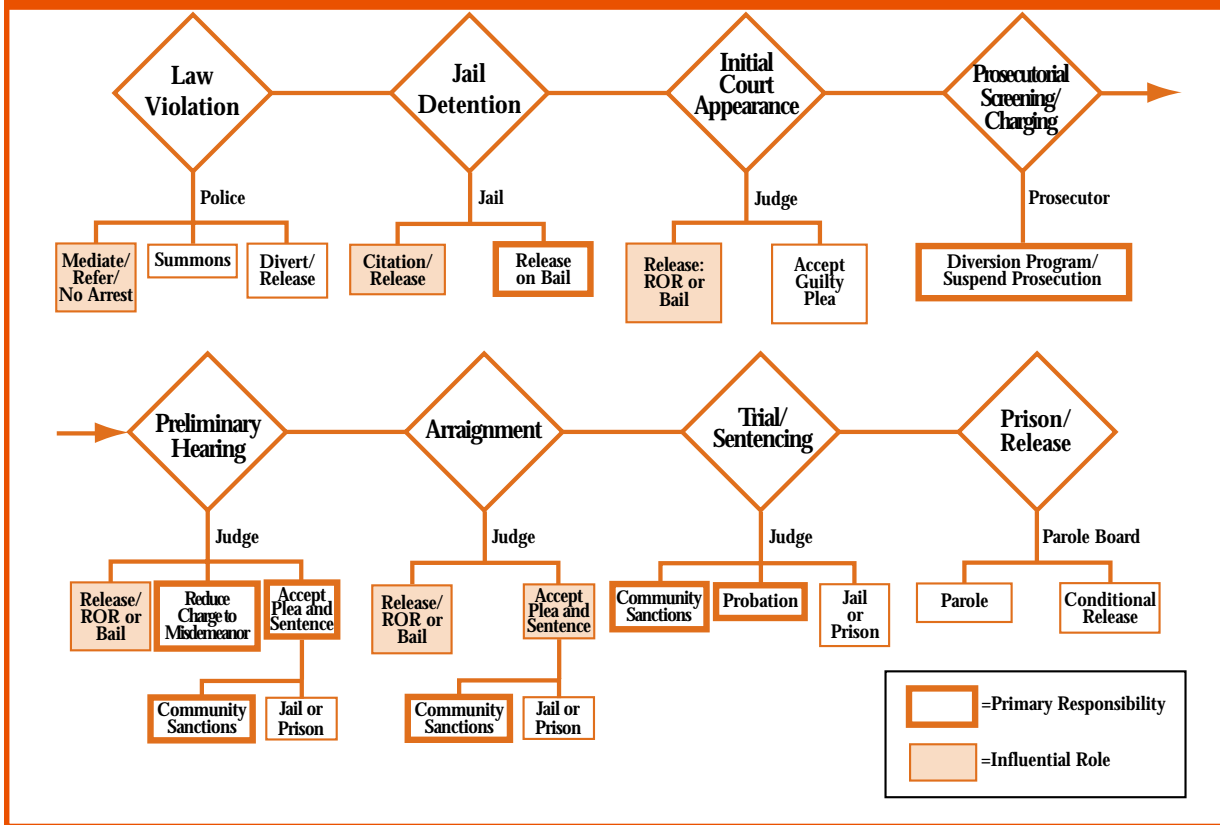 Law
Violation
Jail
Detention
Initial
Court
Appearance
Prosecutorial
Screening/
Charging
Police
Jail
Judge
Prosecutor
Mediate/
Refer/
No Arrest
Summons
Divert/
Release
Citation/
Release
Release
on Bail
Release:
ROR or
Bail
Accept
Guilty
Plea
Diversion Program/
Suspend Prosecution
Preliminary
Hearing
Arraignment
Trial/
Sentencing
Prison/
Release
Judge
Judge
Judge
Parole Board
Release/
ROR or
Bail
Reduce
Charge to
Misdemeanor
Accept
Plea and
Sentence
Release/
ROR or
Bail
Accept
Plea and
Sentence
Community
Sanctions
Probation
Jail
or
Prison
Parole
Conditional
Release
Community
Sanctions
Jail or
Prison
Community
Sanctions
Jail or
Prison
=Primary Responsibility
=Influential Role